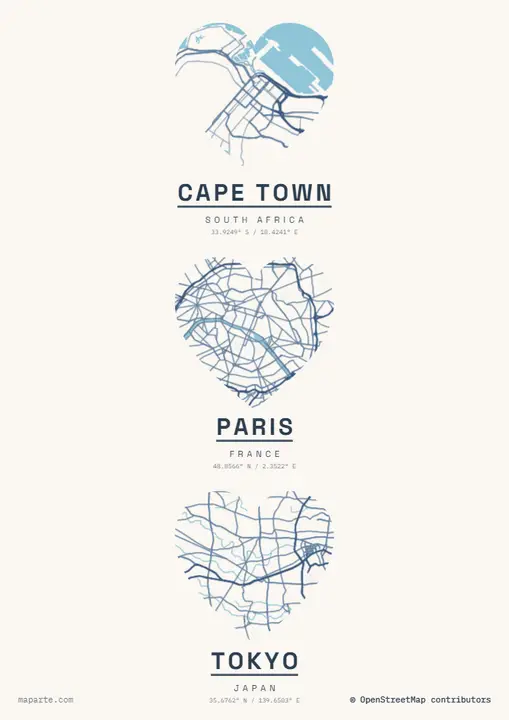 CAPE TOWN
SOUTH AFRICA
33.9249° S / 18.4241° E
PARIS
FRANCE
48.8566° N / 2.3522° E
TOKYO
JAPAN
35.6762° N / 139.6503° E
maparte.com
© OpenStreetMap contributors